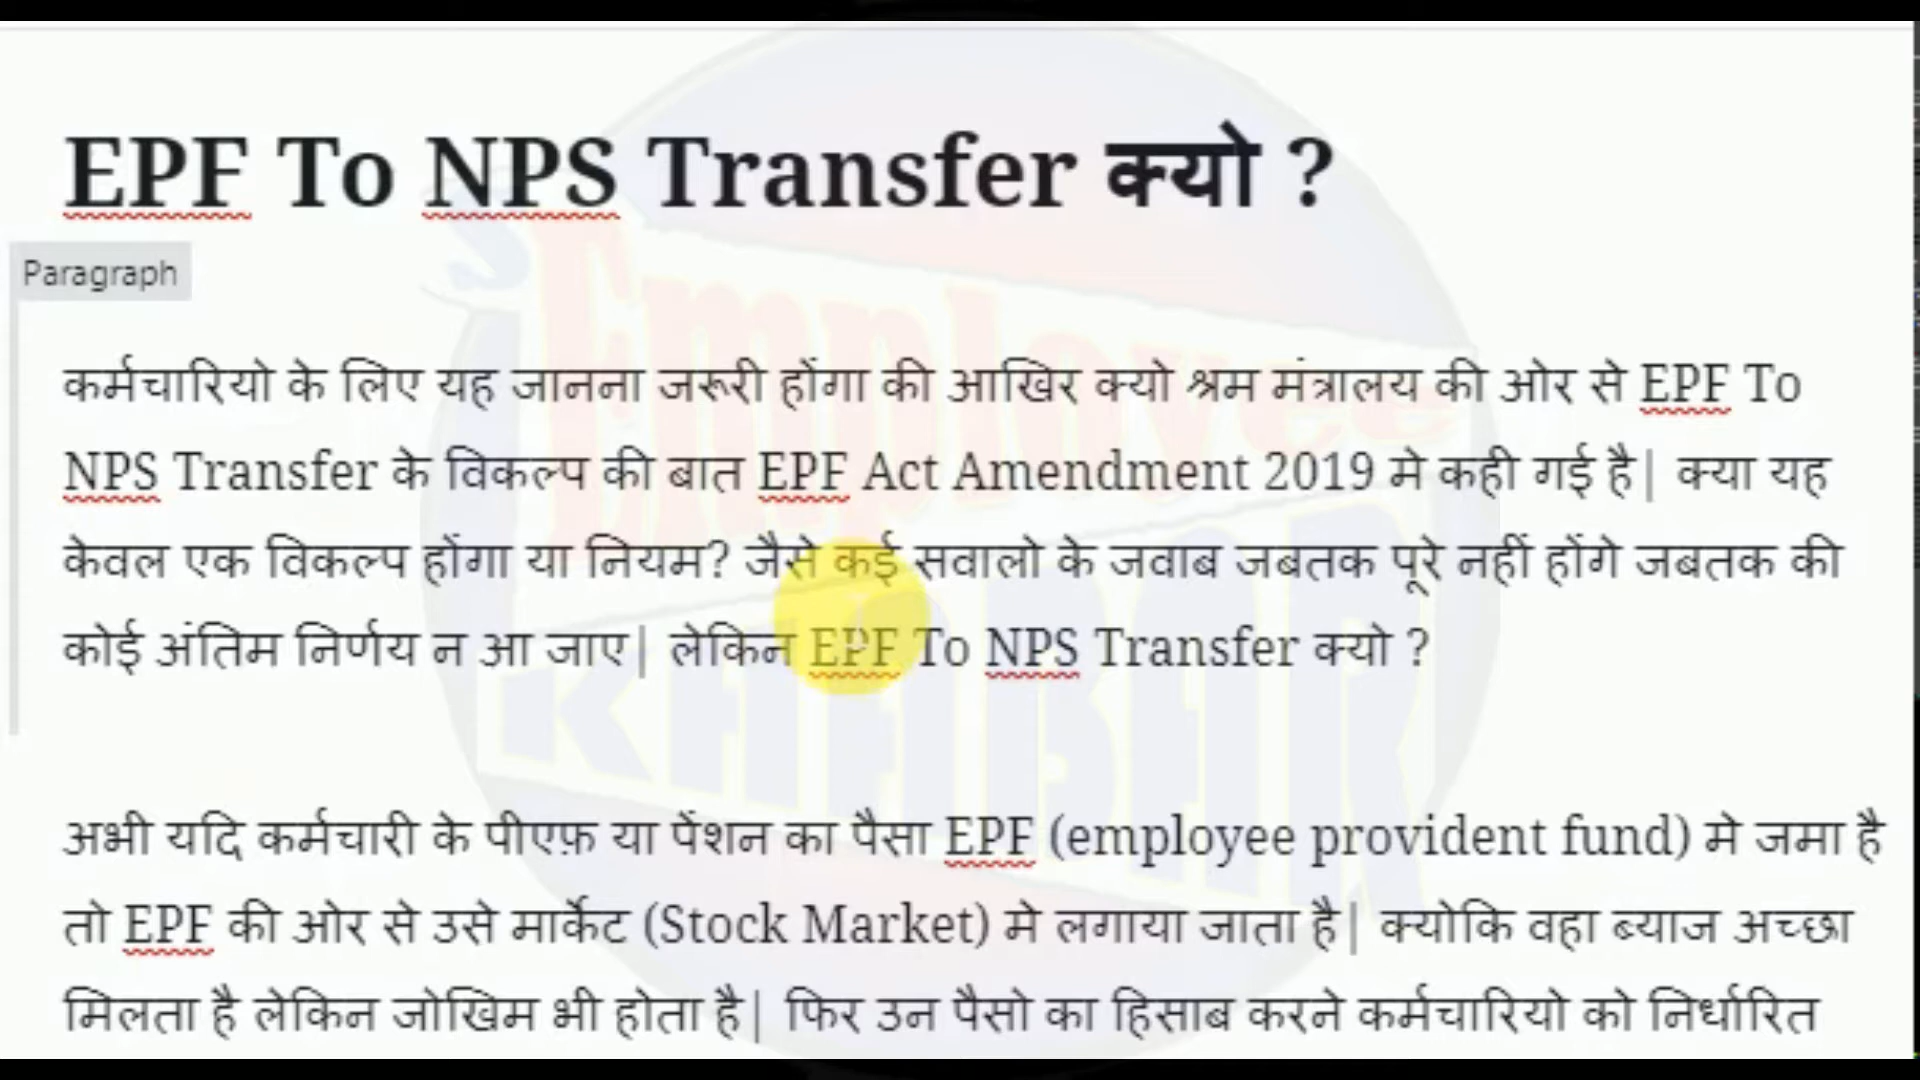 EPF To NPS Transfer क्यो ?
Paragraph
कर्मचारियो के लिए यह जानना जरूरी होंगा की आखिर क्यो श्रम मंत्रालय की ओर से EPF To
NPS Transfer के विकल्प की बात EPF Act Amendment 2019 मे कही गई है| क्या यह
केवल एक विकल्प होंगा या नियम? जैसे कई सवालो के जवाब जबतक पूरे नहीं होंगे जबतक की
कोई अंतिम निर्णय न आ जाए| लेकिन EPF To NPS Transfer क्यो ?
अभी यदि कर्मचारी के पीएफ़ या पेंशन का पैसा EPF (employee provident fund) मे जमा है
तो EPF की ओर से उसे मार्केट (Stock Market) मे लगाया जाता है| क्योकि वहा ब्याज अच्छा
मिलता है लेकिन जोखिम भी होता है| फिर उन पैसो का हिसाब करने कर्मचारियो को निर्धारित
Employee
KHABAR